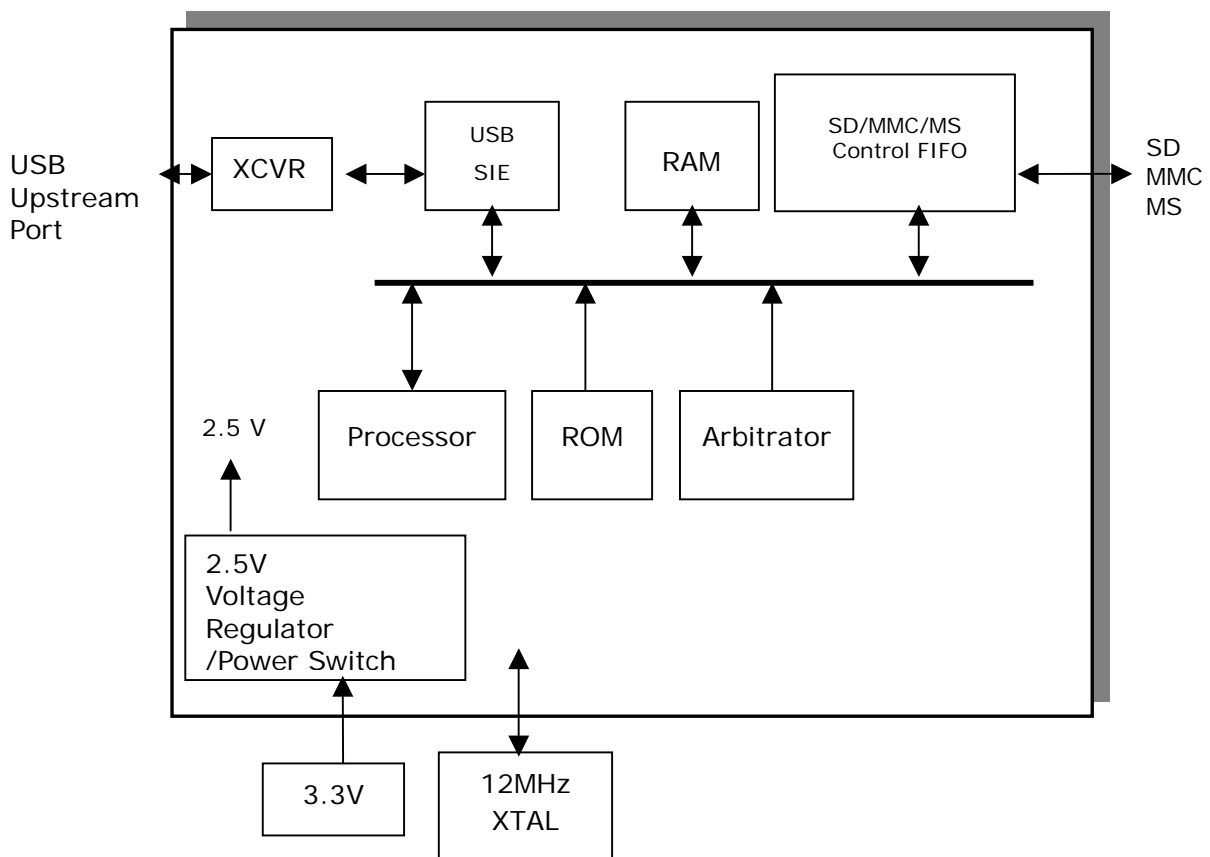 USB
Upstream
Port
XCVR
USB
SIE
RAM
SD/MMC/MS
Control FIFO
SD
MMC
MS
Processor
ROM
Arbitrator
2.5 V
2.5V
Voltage
Regulator
/Power Switch
3.3V
12MHz
XTAL